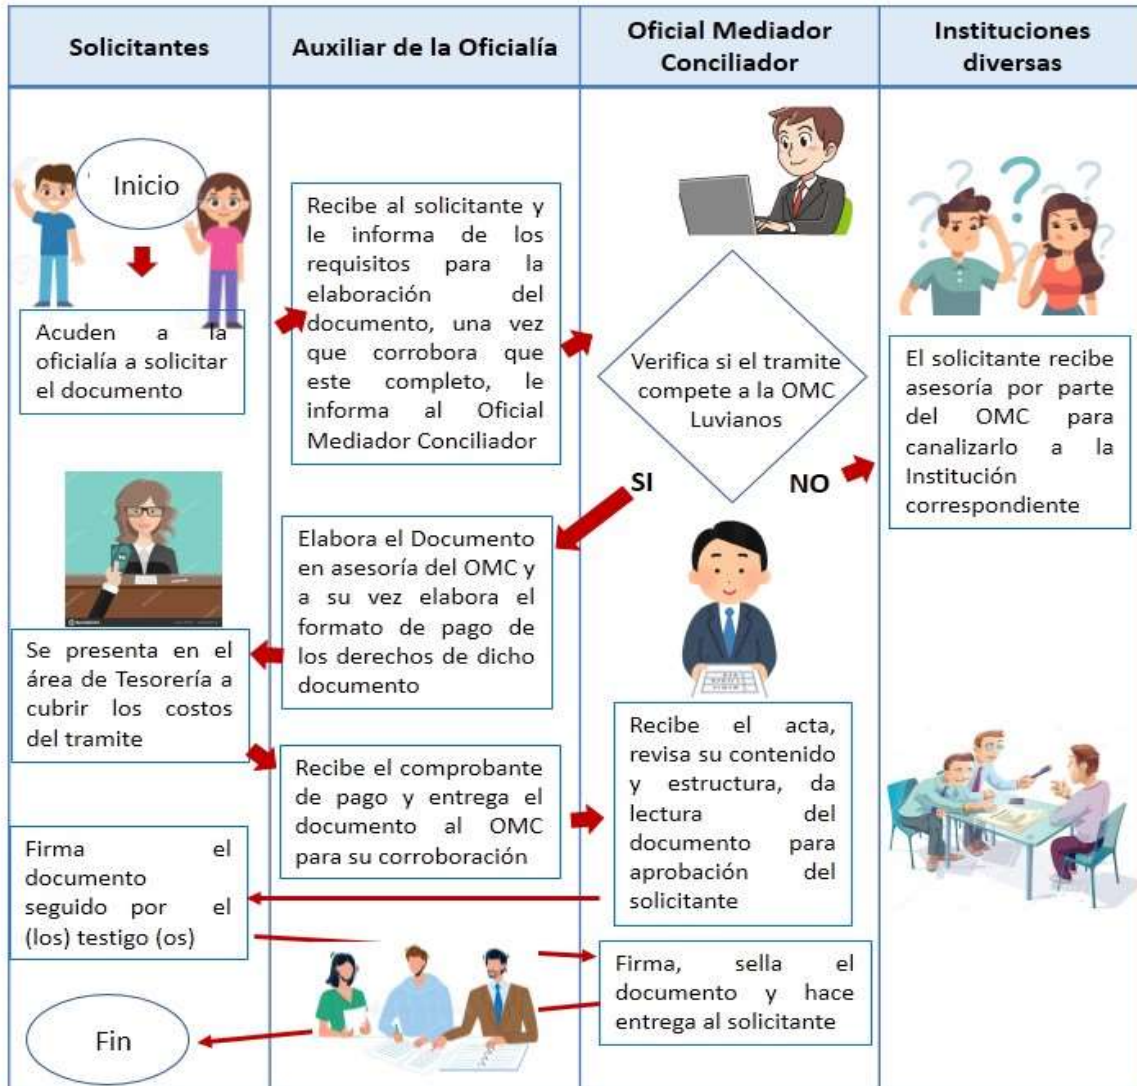 Solicitantes
Auxiliar de la Oficialía
Oficial Mediador
Conciliador
Instituciones
diversas
Inicio
Acuden a la
oficialía a solicitar
el documento
Recibe al solicitante y
le informa de los
requisitos para la
elaboración del
documento, una vez
que corrobora que
este completo, le
informa al Oficial
Mediador Conciliador
Verifica si el tramite
compete a la OMC
Luvianos
SI
NO
El solicitante recibe
asesoría por parte
del OMC para
canalizarlo a la
Institución
correspondiente
Elabora el Documento
en asesoría del OMC y
a su vez elabora el
formato de pago de
los derechos de dicho
documento
Se presenta en el
área de Tesorería a
cubrir los costos
del tramite
Recibe el comprobante
de pago y entrega el
documento al OMC
para su corroboración
Recibe el acta,
revisa su contenido
y estructura, da
lectura del
documento para
aprobación del
solicitante
Firma el
documento
seguido por el
(los) testigo (os)
Firma, sella el
documento y hace
entrega al solicitante
Fin